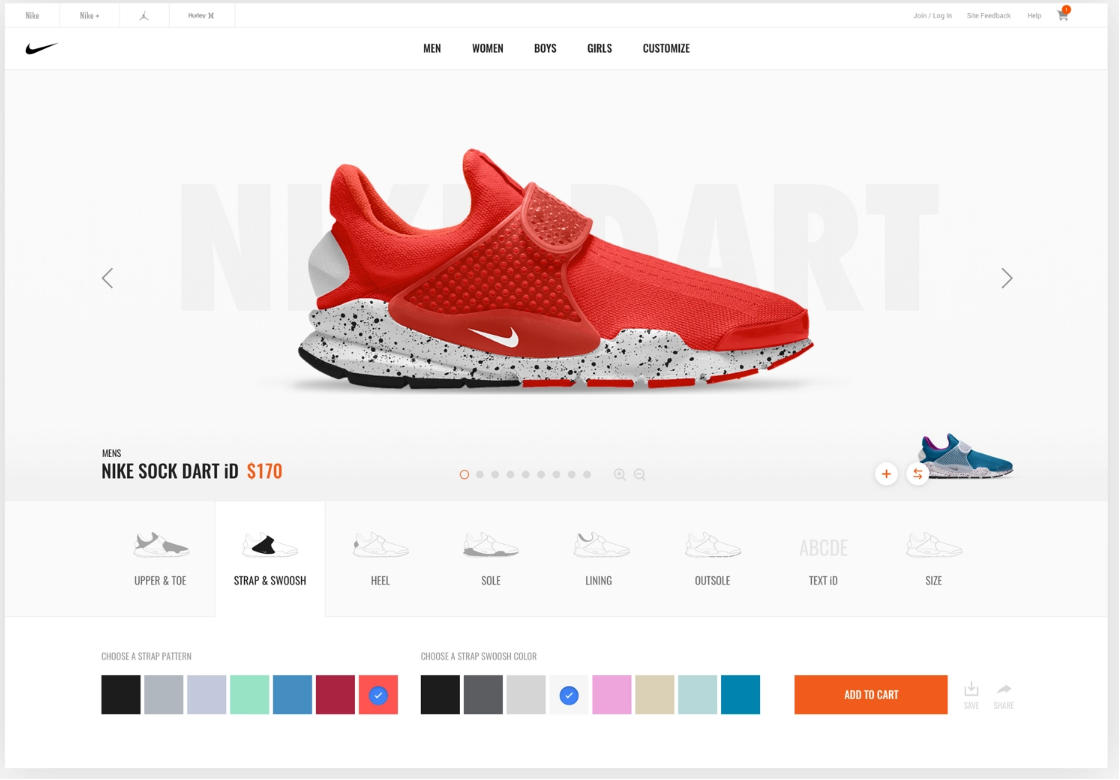 Nike
Nike +
Hurley
Join / Log In
Site Feedback
Help
1
MEN
WOMEN
BOYS
GIRLS
CUSTOMIZE
NIKE DART
MENS
NIKE SOCK DART iD $170
UPPER & TOE
STRAP & SWOOSH
HEEL
SOLE
LINING
OUTSOLE
ABCDE
TEXT iD
SIZE
CHOOSE A STRAP PATTERN
CHOOSE A STRAP SWOOSH COLOR
ADD TO CART
SAVE
SHARE